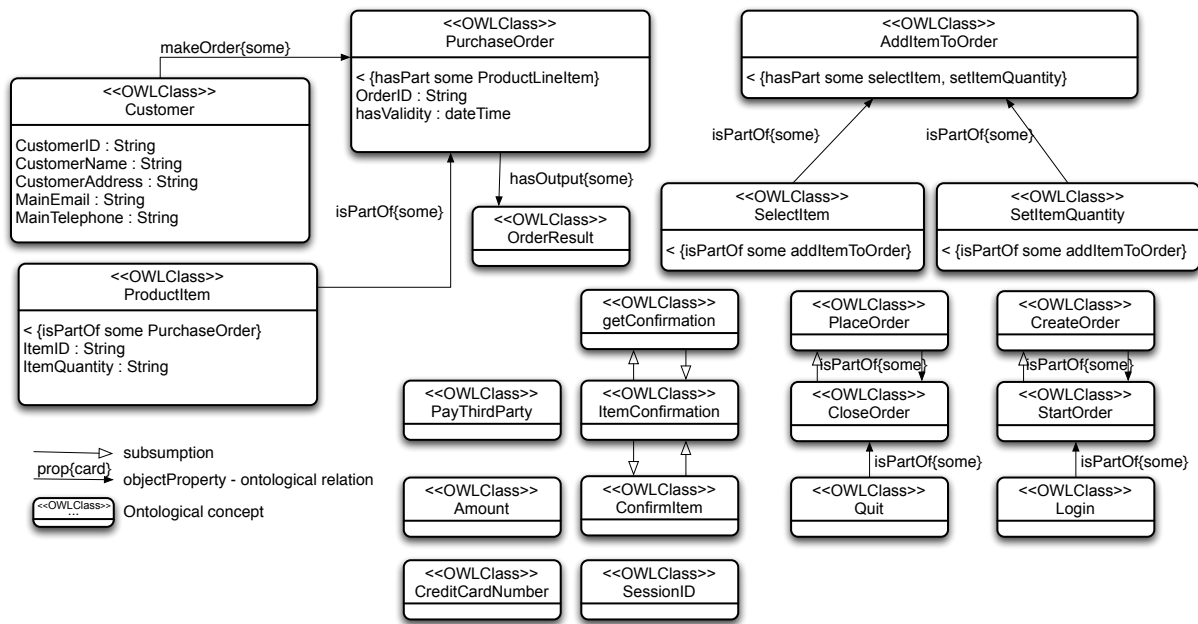 <<OWLClass>>
PurchaseOrder
< {hasPart some ProductLineItem}
OrderID : String
hasValidity : dateTime
<<OWLClass>>
AddItemToOrder
< {hasPart some selectItem, setItemQuantity}
makeOrder{some}
<<OWLClass>>
Customer
CustomerID : String
CustomerName : String
CustomerAddress : String
MainEmail : String
MainTelephone : String
isPartOf{some}
isPartOf{some}
hasOutput{some}
isPartOf{some}
<<OWLClass>>
OrderResult
<<OWLClass>>
SelectItem
< {isPartOf some addItemToOrder}
<<OWLClass>>
SetItemQuantity
< {isPartOf some addItemToOrder}
<<OWLClass>>
ProductItem
< {isPartOf some PurchaseOrder}
ItemID : String
ItemQuantity : String
<<OWLClass>>
getConfirmation
<<OWLClass>>
PlaceOrder
<<OWLClass>>
CreateOrder
isPartOf{some}
isPartOf{some}
<<OWLClass>>
PayThirdParty
<<OWLClass>>
ItemConfirmation
<<OWLClass>>
CloseOrder
<<OWLClass>>
StartOrder
subsumption
prop{card}
objectProperty - ontological relation
<<OWLClass>>
...
Ontological concept
isPartOf{some}
isPartOf{some}
<<OWLClass>>
Amount
<<OWLClass>>
ConfirmItem
<<OWLClass>>
Quit
<<OWLClass>>
Login
<<OWLClass>>
CreditCardNumber
<<OWLClass>>
SessionID